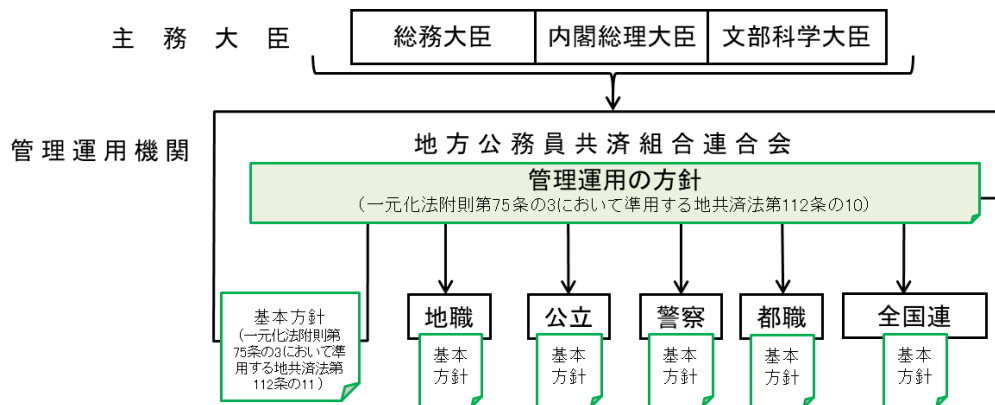 主務大臣
総務大臣 内閣総理大臣 文部科学大臣
管理運用機関
地方公務員共済組合連合会
管理運用の方針
(一元化法附則第75条の3において準用する地共済法第112条の10)
基本方針
(一元化法附則第
75条の3において準
用する地共済法第
112条の11)
地職
公立
警察
都職
全国連
基本
方針
基本
方針
基本
方針
基本
方針
基本
方針